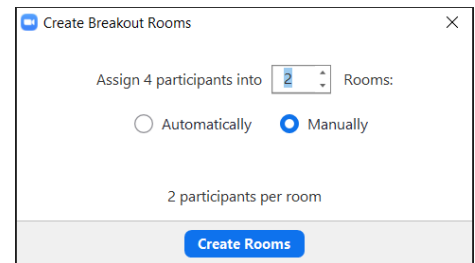 Create Breakout Rooms
Assign 4 participants into 2 Rooms:
Automatically Manually
2 participants per room
Create Rooms